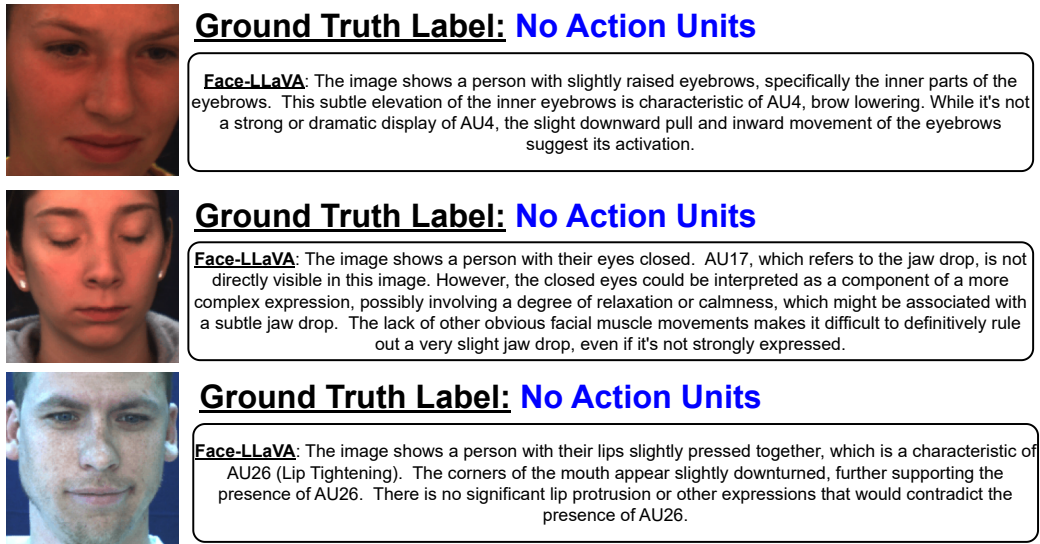 Ground Truth Label: No Action Units
Face-LLaVA: The image shows a person with slightly raised eyebrows, specifically the inner parts of the
eyebrows. This subtle elevation of the inner eyebrows is characteristic of AU4, brow lowering. While it's not
a strong or dramatic display of AU4, the slight downward pull and inward movement of the eyebrows
suggest its activation.
Ground Truth Label: No Action Units
Face-LLaVA: The image shows a person with their eyes closed. AU17, which refers to the jaw drop, is not
directly visible in this image. However, the closed eyes could be interpreted as a component of a more
complex expression, possibly involving a degree of relaxation or calmness, which might be associated with
a subtle jaw drop. The lack of other obvious facial muscle movements makes it difficult to definitively rule
out a very slight jaw drop, even if it's not strongly expressed.
Ground Truth Label: No Action Units
Face-LLaVA: The image shows a person with their lips slightly pressed together, which is a characteristic of
AU26 (Lip Tightening). The corners of the mouth appear slightly downturned, further supporting the
presence of AU26. There is no significant lip protrusion or other expressions that would contradict the
presence of AU26.